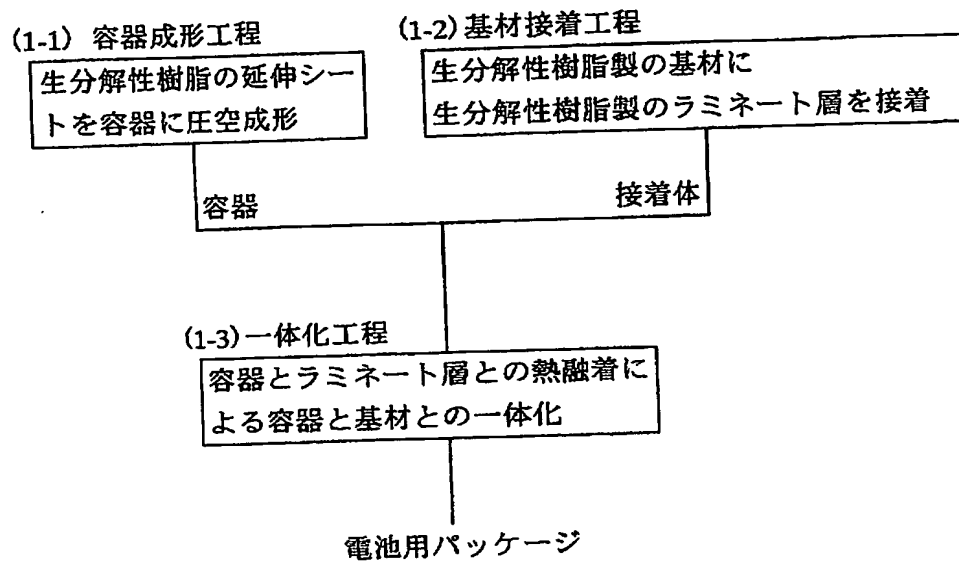 (1-1) 容器成形工程
生分解性樹脂の延伸シー
トを容器に圧空成形
(1-2)基材接着工程
生分解性樹脂製の基材に
生分解性樹脂製のラミネート層を接着
容器
接着体
(1-3)一体化工程
容器とラミネート層との熱融着に
よる容器と基材との一体化
電池用パッケージ